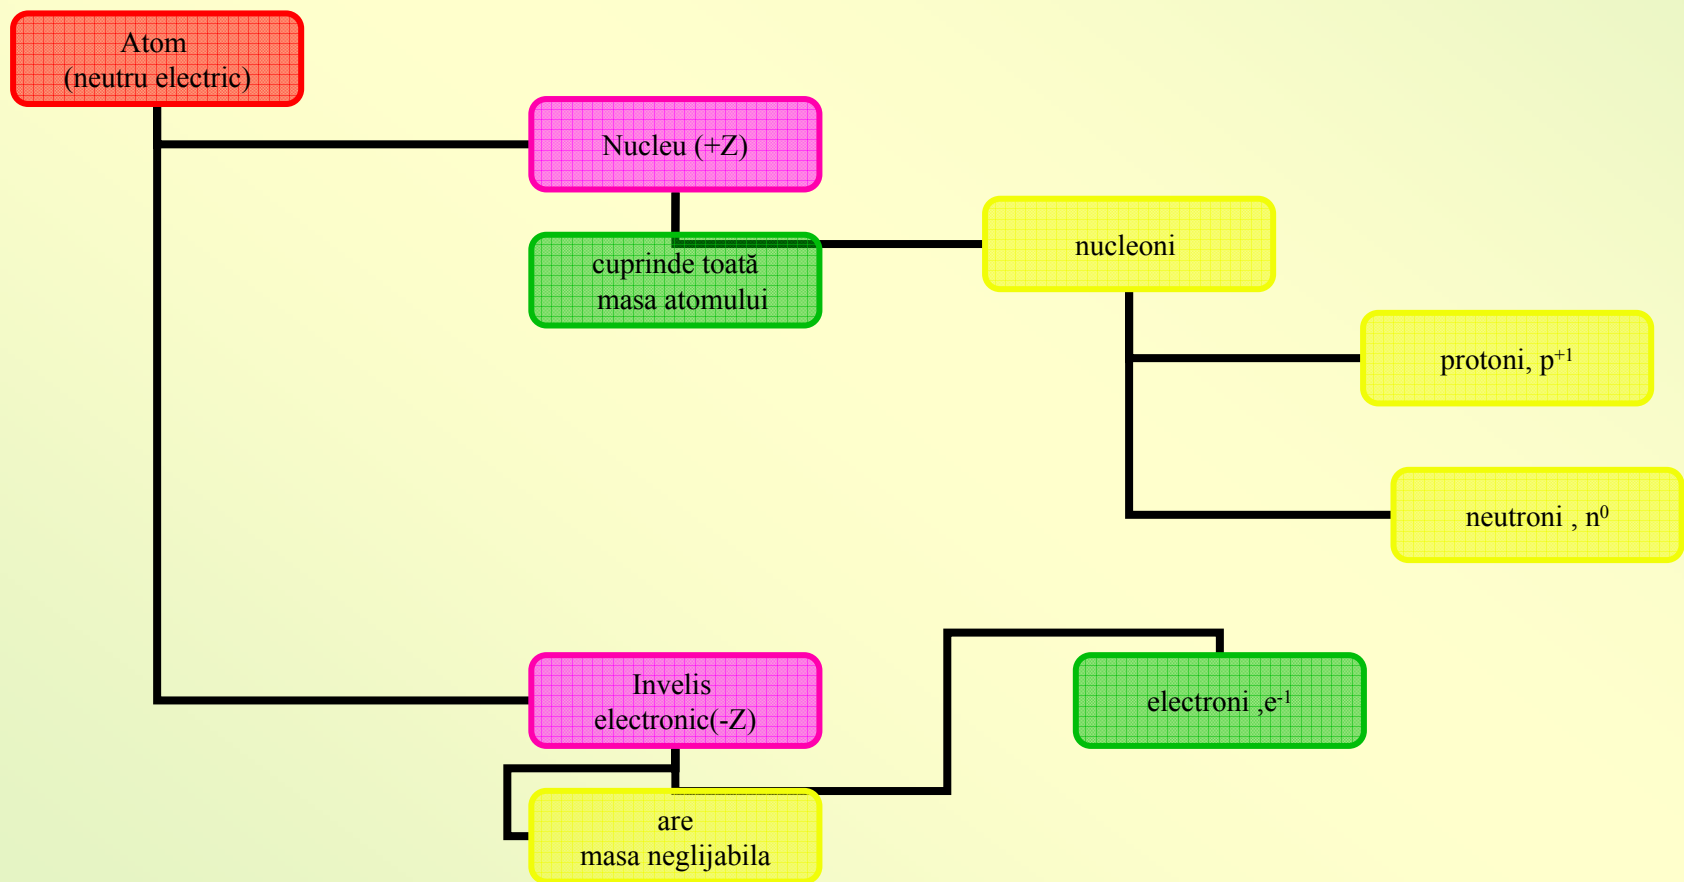 Atom
(neutru electric)
Nucleu (+Z)
cuprinde toată
masa atomului
nucleoni
protoni, p⁺¹
neutroni , n⁰
Invelis
electronic(-Z)
electroni ,e⁻¹
are
masa neglijabila